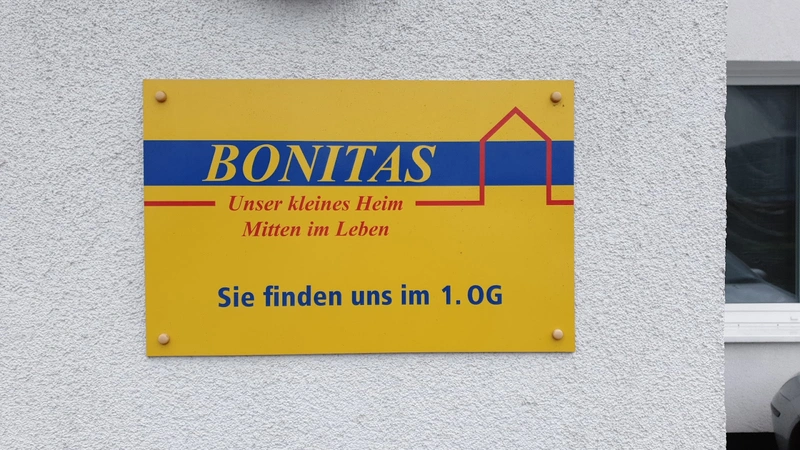 BONITAS
Unser kleines Heim
Mitten im Leben
Sie finden uns im 1. OG